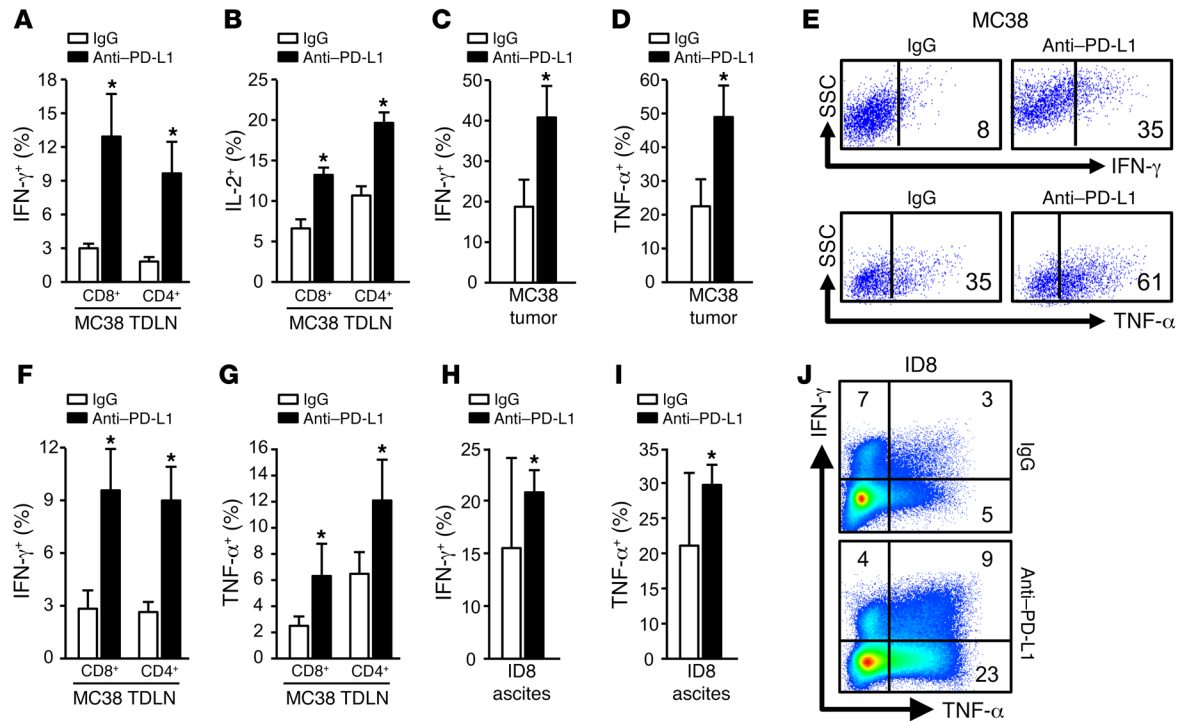 A
IgG
Anti–PD-L1
IFN-γ⁺ (%)
18
15
12
9
6
3
0
CD8⁺ CD4⁺
MC38 TDLN
B
IgG
Anti–PD-L1
IL-2⁺ (%)
25
20
15
10
5
0
* *
CD8⁺ CD4⁺
MC38 TDLN
C
IgG
Anti–PD-L1
IFN-γ⁺ (%)
50
40
30
20
10
0
*
MC38
tumor
D
IgG
Anti–PD-L1
TNF-α⁺ (%)
60
50
40
30
20
10
0
*
MC38
tumor
E
MC38
IgG Anti–PD-L1
SSC
8 35
IFN-γ
IgG Anti–PD-L1
SSC
35 61
TNF-α
F
IgG
Anti–PD-L1
IFN-γ⁺ (%)
12
9
6
3
0
* *
CD8⁺ CD4⁺
MC38 TDLN
G
IgG
Anti–PD-L1
TNF-α⁺ (%)
16
14
12
10
8
6
4
2
0
* *
CD8⁺ CD4⁺
MC38 TDLN
H
IgG
Anti–PD-L1
IFN-γ⁺ (%)
25
20
15
10
0
*
ID8
ascites
I
IgG
Anti–PD-L1
TNF-α⁺ (%)
35
30
25
20
15
10
0
*
ID8
ascites
J
ID8
IFN-γ
7 3
5
IgG
4 9
23
Anti–PD-L1
TNF-α